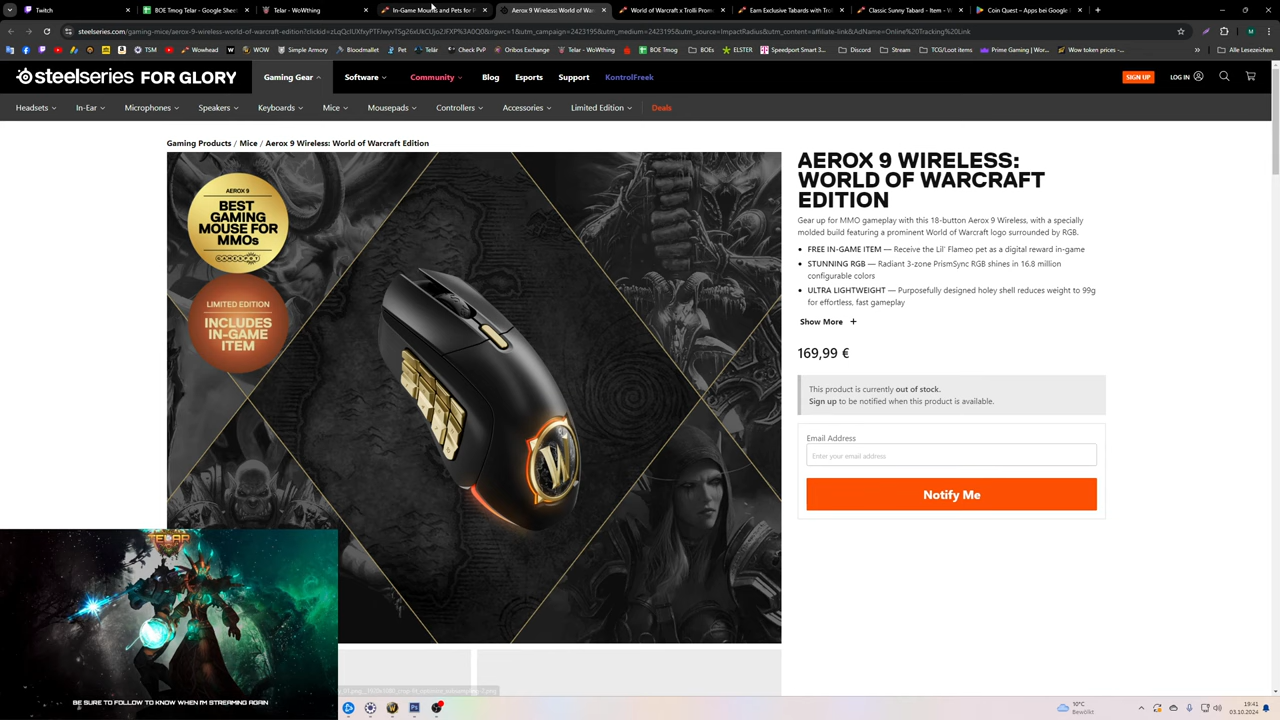 Twitch
BOE Tmog Telar - Google Sheet
Telar - WoWthing
In-Game Mounts and Pets for
Aerox 9 Wireless: World of War
World of Warcraft x Trolli Prom
Earn Exclusive Tabards with Tro
Classic Sunny Tabard - Item - W
Coin Quest – Apps bei Google
steelseries.com/gaming-mice/aerox-9-wireless-world-of-warcraft-edition?
TSM
Wowhead
W
WOW
Simple Armory
Bloodmallet
Pet
Telär
Check PvP
Oribos Exchange
Telar - WoWthing
BOE Tmog
BOEs
ELSTER
Spachtet Smart 3...
Discord
Stream
TCG/Loot items
Prime Gaming | Wor...
Wow token prices -...
Alle Lesezeichen
steelseries FOR GLORY
Gaming Gear
Software
Community
Blog
Esports
Support
KontrolFreek
SIGN UP
LOG IN
Headsets
In-Ear
Microphones
Speakers
Keyboards
Mice
Mousepads
Controllers
Accessories
Limited Edition
Deals
Gaming Products / Mice / Aerox 9 Wireless: World of Warcraft Edition
AEROX 9
BEST
GAMING
MOUSE FOR
MMOs
LIMITED EDITION
INCLUDES
IN-GAME
ITEM
W
AEROX 9 WIRELESS:
WORLD OF WARCRAFT
EDITION
Gear up for MMO gameplay with this 18-button Aerox 9 Wireless, with a specially
molded build featuring a prominent World of Warcraft logo surrounded by RGB.
• FREE IN-GAME ITEM — Receive the Lil' Flameo pet as a digital reward in-game
• STUNNING RGB — Radiant 3-zone PrismSync RGB shines in 16.8 million
configurable colors
• ULTRA LIGHTWEIGHT — Purposefully designed holey shell reduces weight to 99g
for effortless, fast gameplay
Show More +
169,99 €
This product is currently out of stock.
Sign up to be notified when this product is available.
Email Address
Enter your email address
Notify Me
TELAR
BE SURE TO FOLLOW TO KNOW WHEN I'M STREAMING AGAIN
10°C
Bewölkt
19:41
03.10.2024